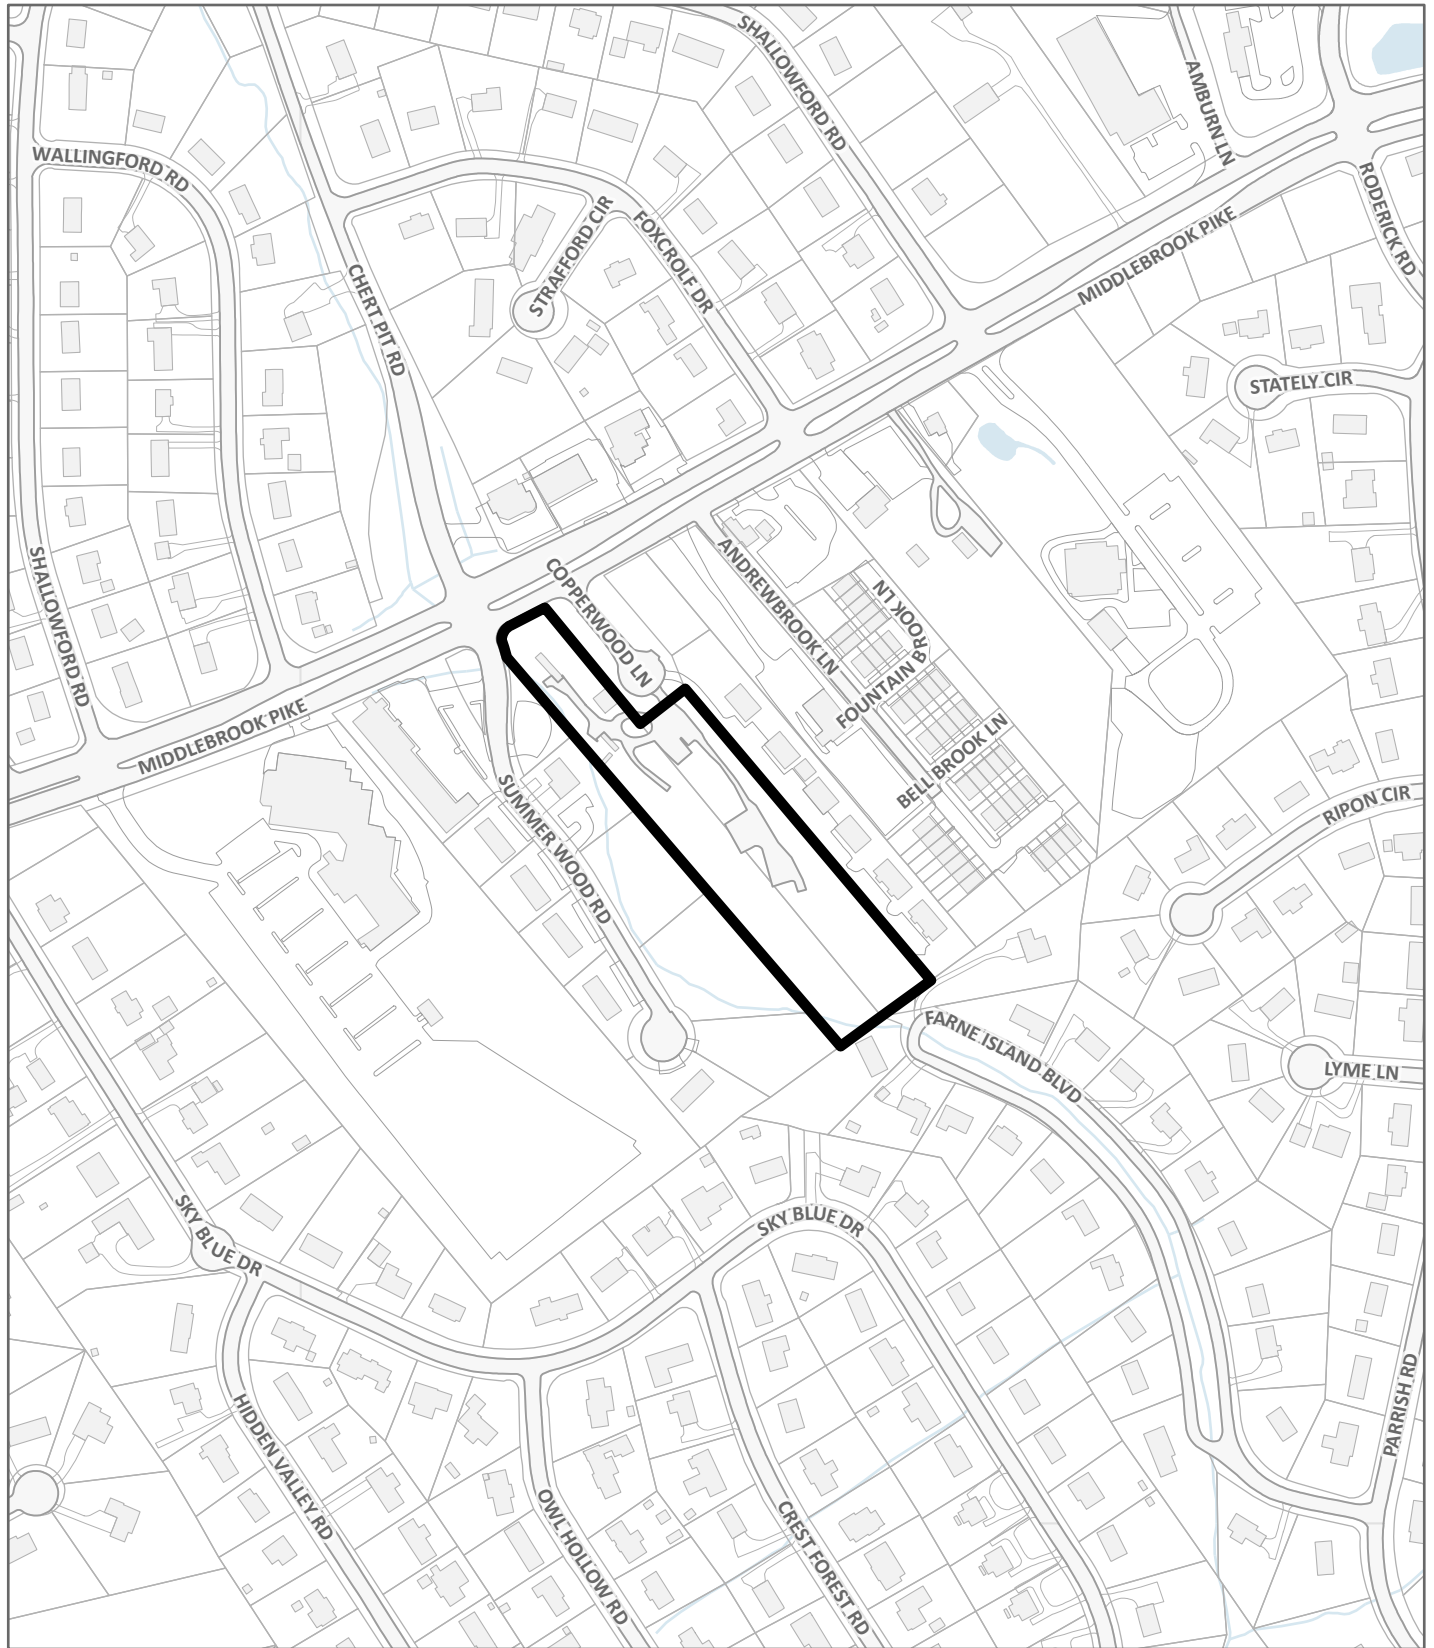 SHALLOWFORD RD
AMBURN LN
WALLINGFORD RD
RODERICK RD
STRAFFORD CIR
FOXCROLF DR
MIDDLEBROOK PIKE
CHERT PIT RD
STATELY CIR
SHALLOWFORD RD
COPPERWOOD LN
ANDREWBROOK LN
FOUNTAIN BROOK LN
MIDDLEBROOK PIKE
BELL BROOK LN
SUMMER WOOD RD
RIPON CIR
FARNE ISLAND BLVD
LYME LN
SKY BLUE DR
SKY BLUE DR
HIDDEN VALLEY RD
PARRISH RD
OWL HOLLOW RD
CREST FOREST RD